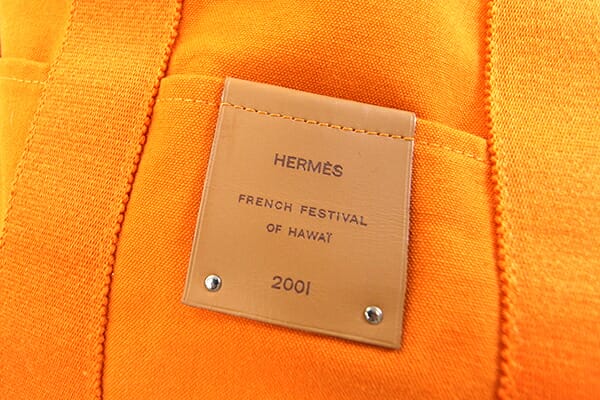 HERMÈS
FRENCH FESTIVAL
OF HAWAÏ
2001